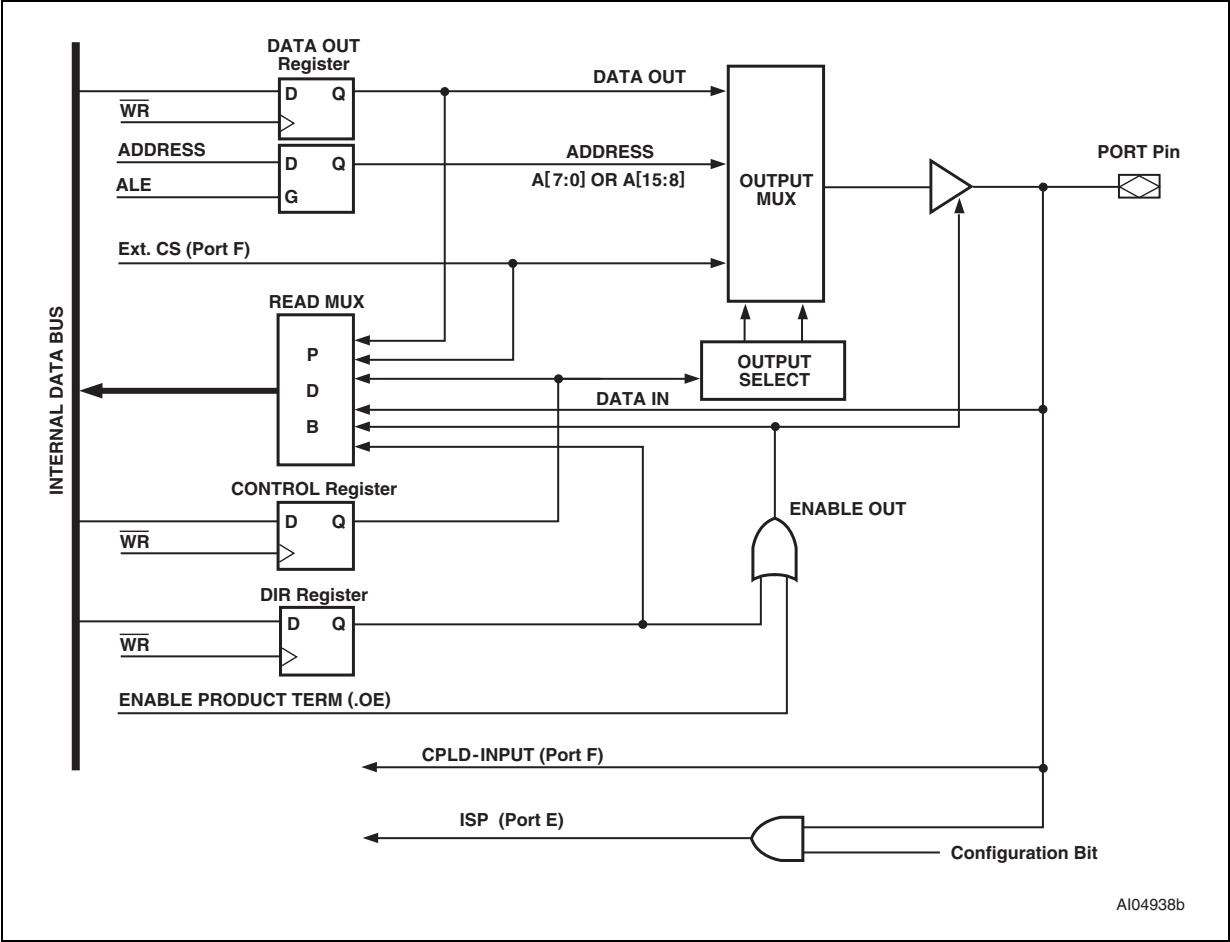 DATA OUT
Register
D Q
WR
DATA OUT
ADDRESS
ALE
D Q
G
ADDRESS
A[7:0] OR A[15:8]
OUTPUT
MUX
PORT Pin
Ext. CS (Port F)
READ MUX
P
D
B
OUTPUT
SELECT
DATA IN
INTERNAL DATA BUS
CONTROL Register
D Q
WR
ENABLE OUT
DIR Register
D Q
WR
ENABLE PRODUCT TERM (.OE)
CPLD-INPUT (Port F)
ISP (Port E)
Configuration Bit
AI04938b